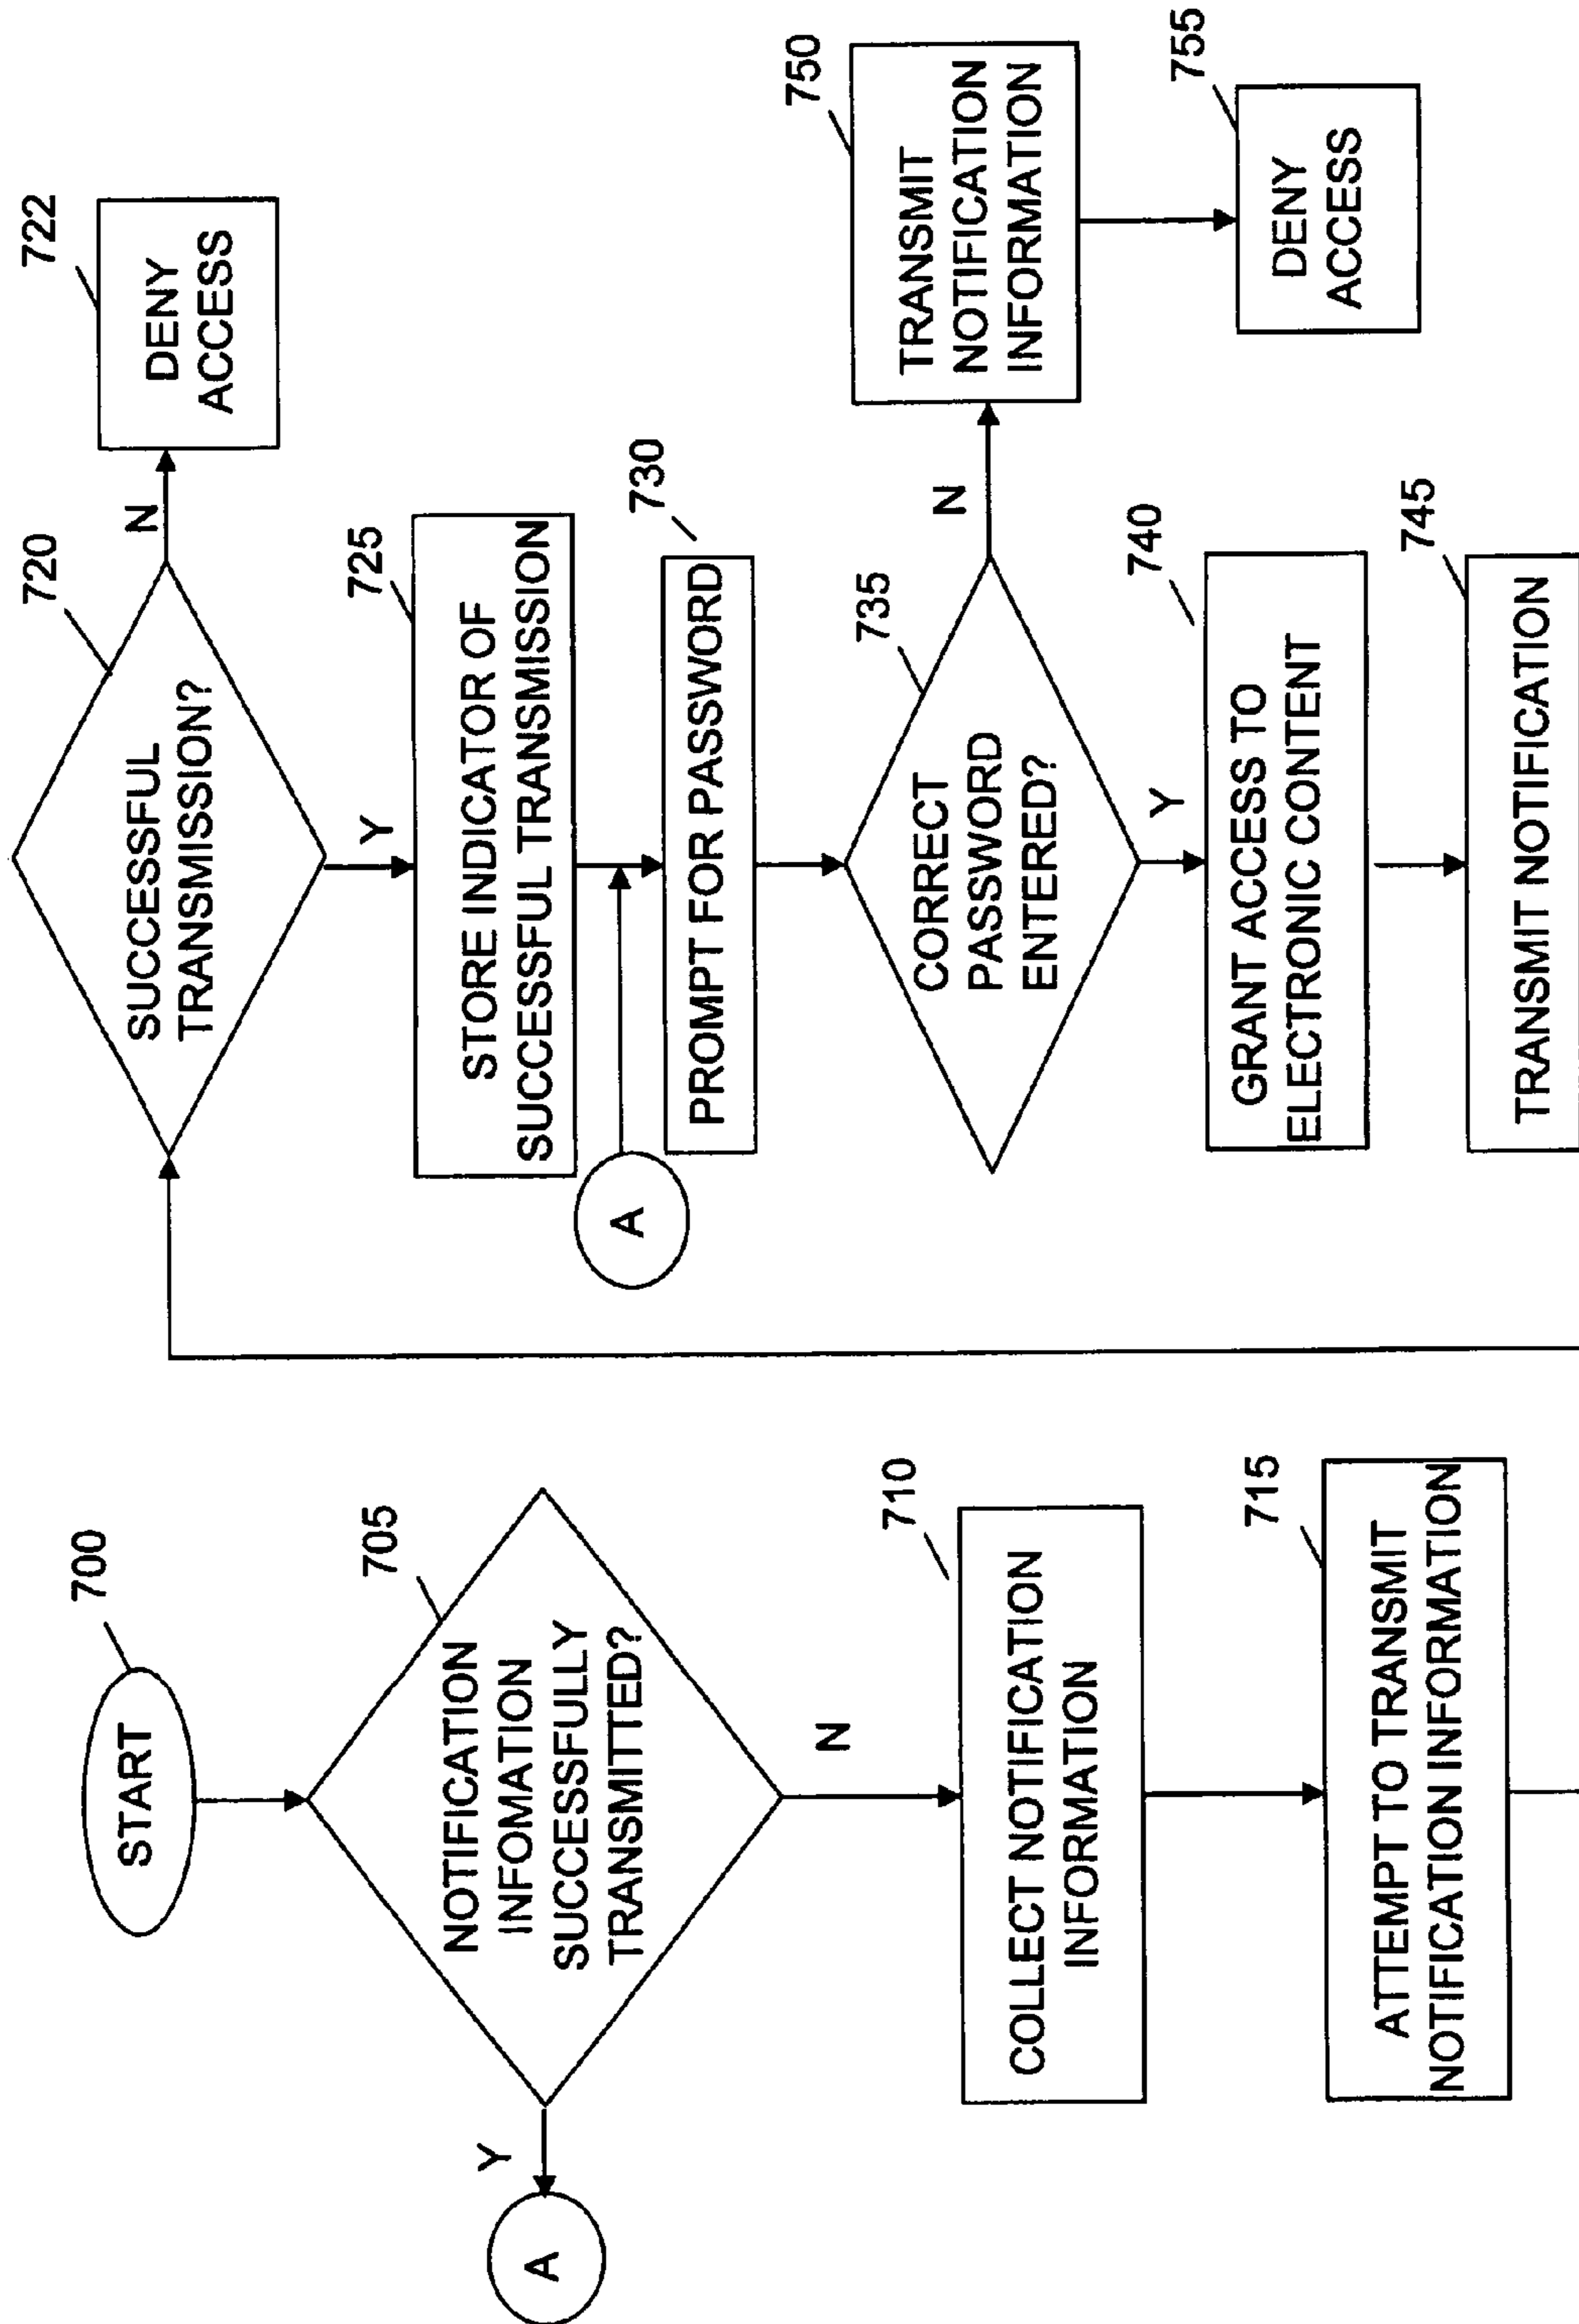 700
START
705
NOTIFICATION
INFOMATION
SUCCESSFULLY
TRANSMITTED?
Y
A
N
710
COLLECT NOTIFICATION
INFORMATION
715
ATTEMPT TO TRANSMIT
NOTIFICATION INFORMATION
720
SUCCESSFUL
TRANSMISSION?
N
722
DENY
ACCESS
Y
725
STORE INDICATOR OF
SUCCESSFUL TRANSMISSION
A
730
PROMPT FOR PASSWORD
735
CORRECT
PASSWORD
ENTERED?
N
750
TRANSMIT
NOTIFICATION
INFORMATION
755
DENY
ACCESS
Y
740
GRANT ACCESS TO
ELECTRONIC CONTENT
745
TRANSMIT NOTIFICATION